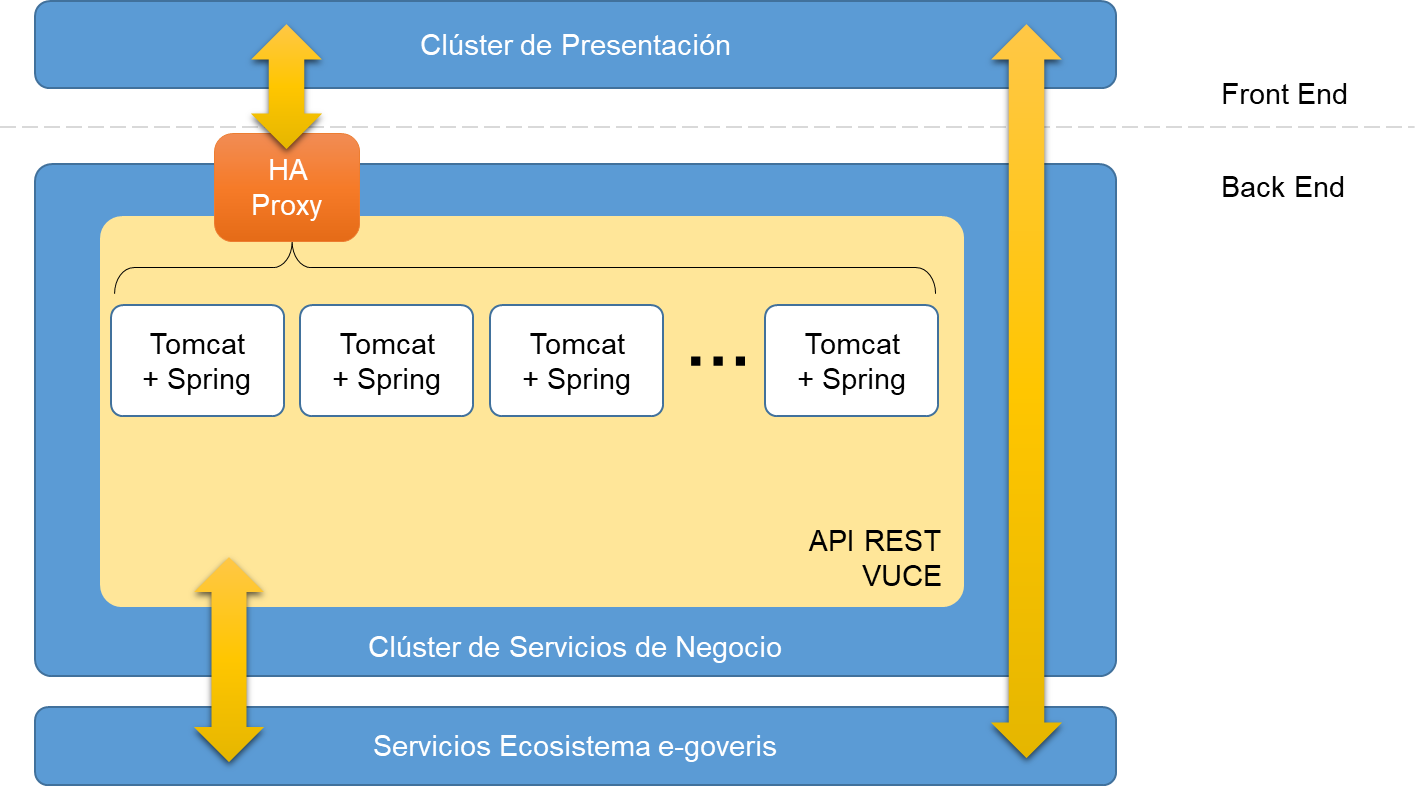 Clúster de Presentación
Front End
Back End
HA
Proxy
Tomcat
+ Spring
Tomcat
+ Spring
Tomcat
+ Spring
...
Tomcat
+ Spring
API REST
VUCE
Clúster de Servicios de Negocio
Servicios Ecosistema e-goveris